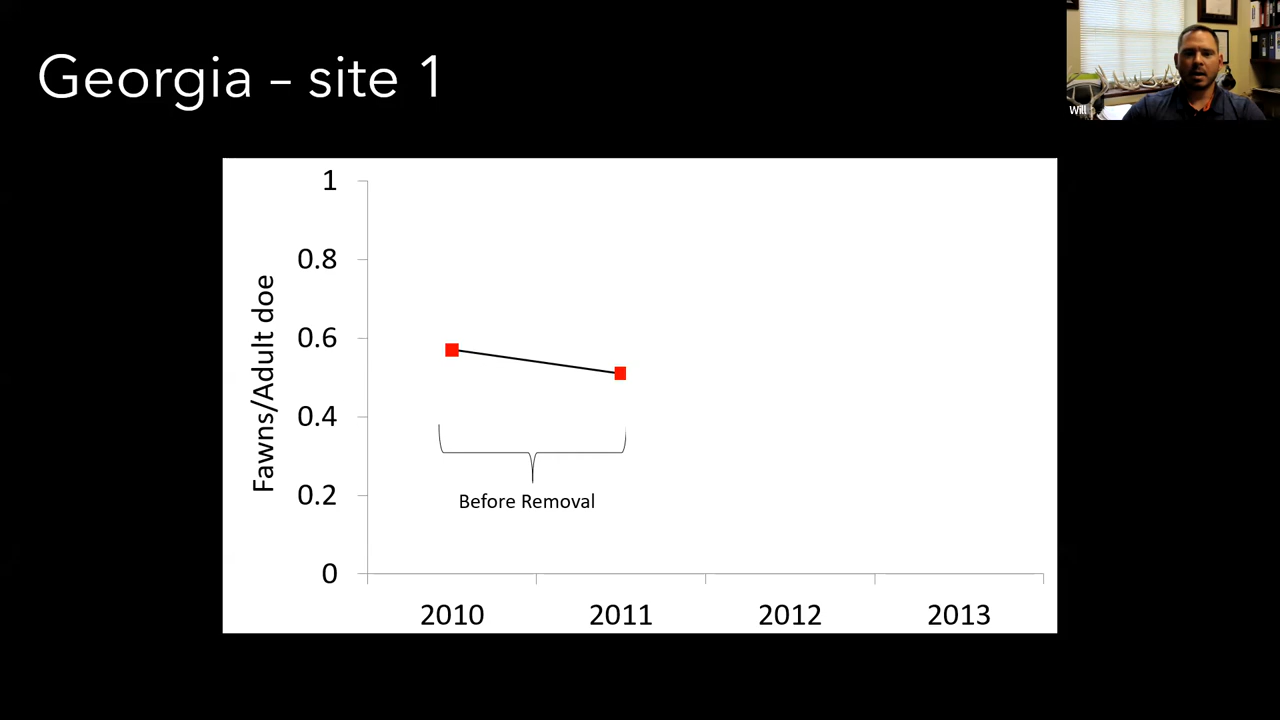 Georgia – site 1
Will
1
0.8
0.6
0.4
0.2
0
Fawns/Adult doe
Before Removal
2010 2011 2012 2013